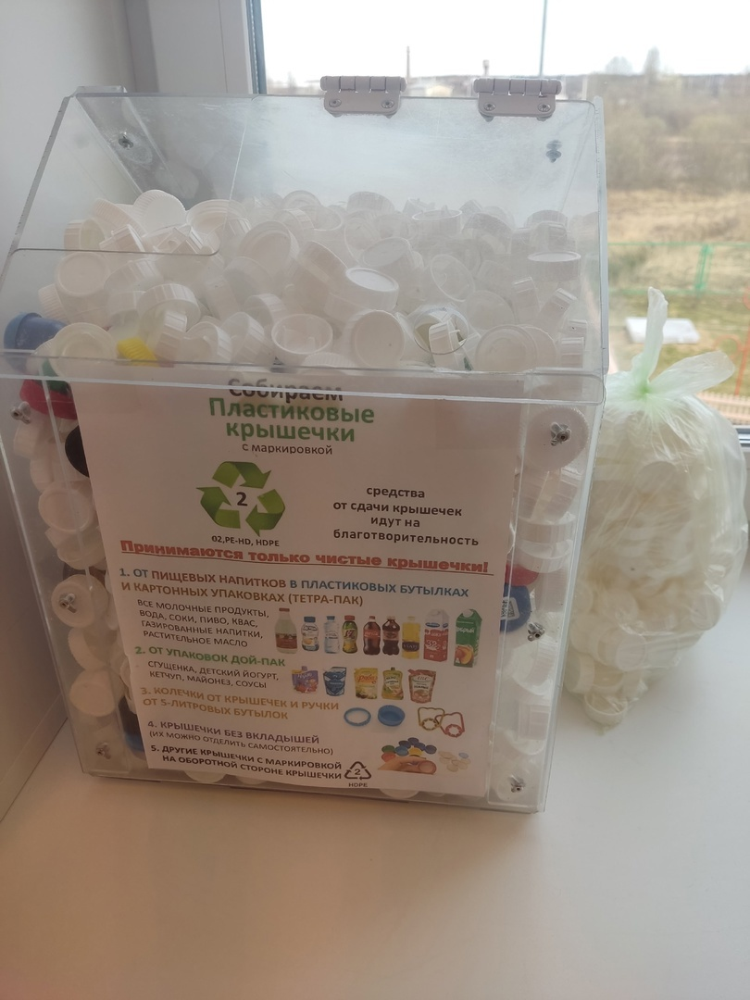 Собираем
Пластиковые
крышечки
с маркировкой
2
02,PE-HD, HDPE
средства
от сдачи крышечек
идут на
благотворительность
Принимаются только чистые крышечки!
1. ОТ ПИЩЕВЫХ НАПИТКОВ В ПЛАСТИКОВЫХ БУТЫЛКАХ
И КАРТОННЫХ УПАКОВКАХ (ТЕТРА-ПАК)
ВСЕ МОЛОЧНЫЕ ПРОДУКТЫ,
ВОДА, СОКИ, ПИВО, КВАС,
ГАЗИРОВАННЫЕ НАПИТКИ,
РАСТИТЕЛЬНОЕ МАСЛО
2. ОТ УПАКОВОК ДОЙ-ПАК
СГУЩЕНКА, ДЕТСКИЙ ЙОГУРТ,
КЕТЧУП, МАЙОНЕЗ, СОУСЫ
3. КОЛЕЧКИ ОТ КРЫШЕЧЕК И РУЧКИ
ОТ 5-ЛИТРОВЫХ БУТЫЛОК
4. КРЫШЕЧКИ БЕЗ ВКЛАДЫШЕЙ
(ИХ МОЖНО ОТДЕЛИТЬ САМОСТОЯТЕЛЬНО)
5. ДРУГИЕ КРЫШЕЧКИ С МАРКИРОВКОЙ
НА ОБОРОТНОЙ СТОРОНЕ КРЫШЕЧКИ
2
HDPE